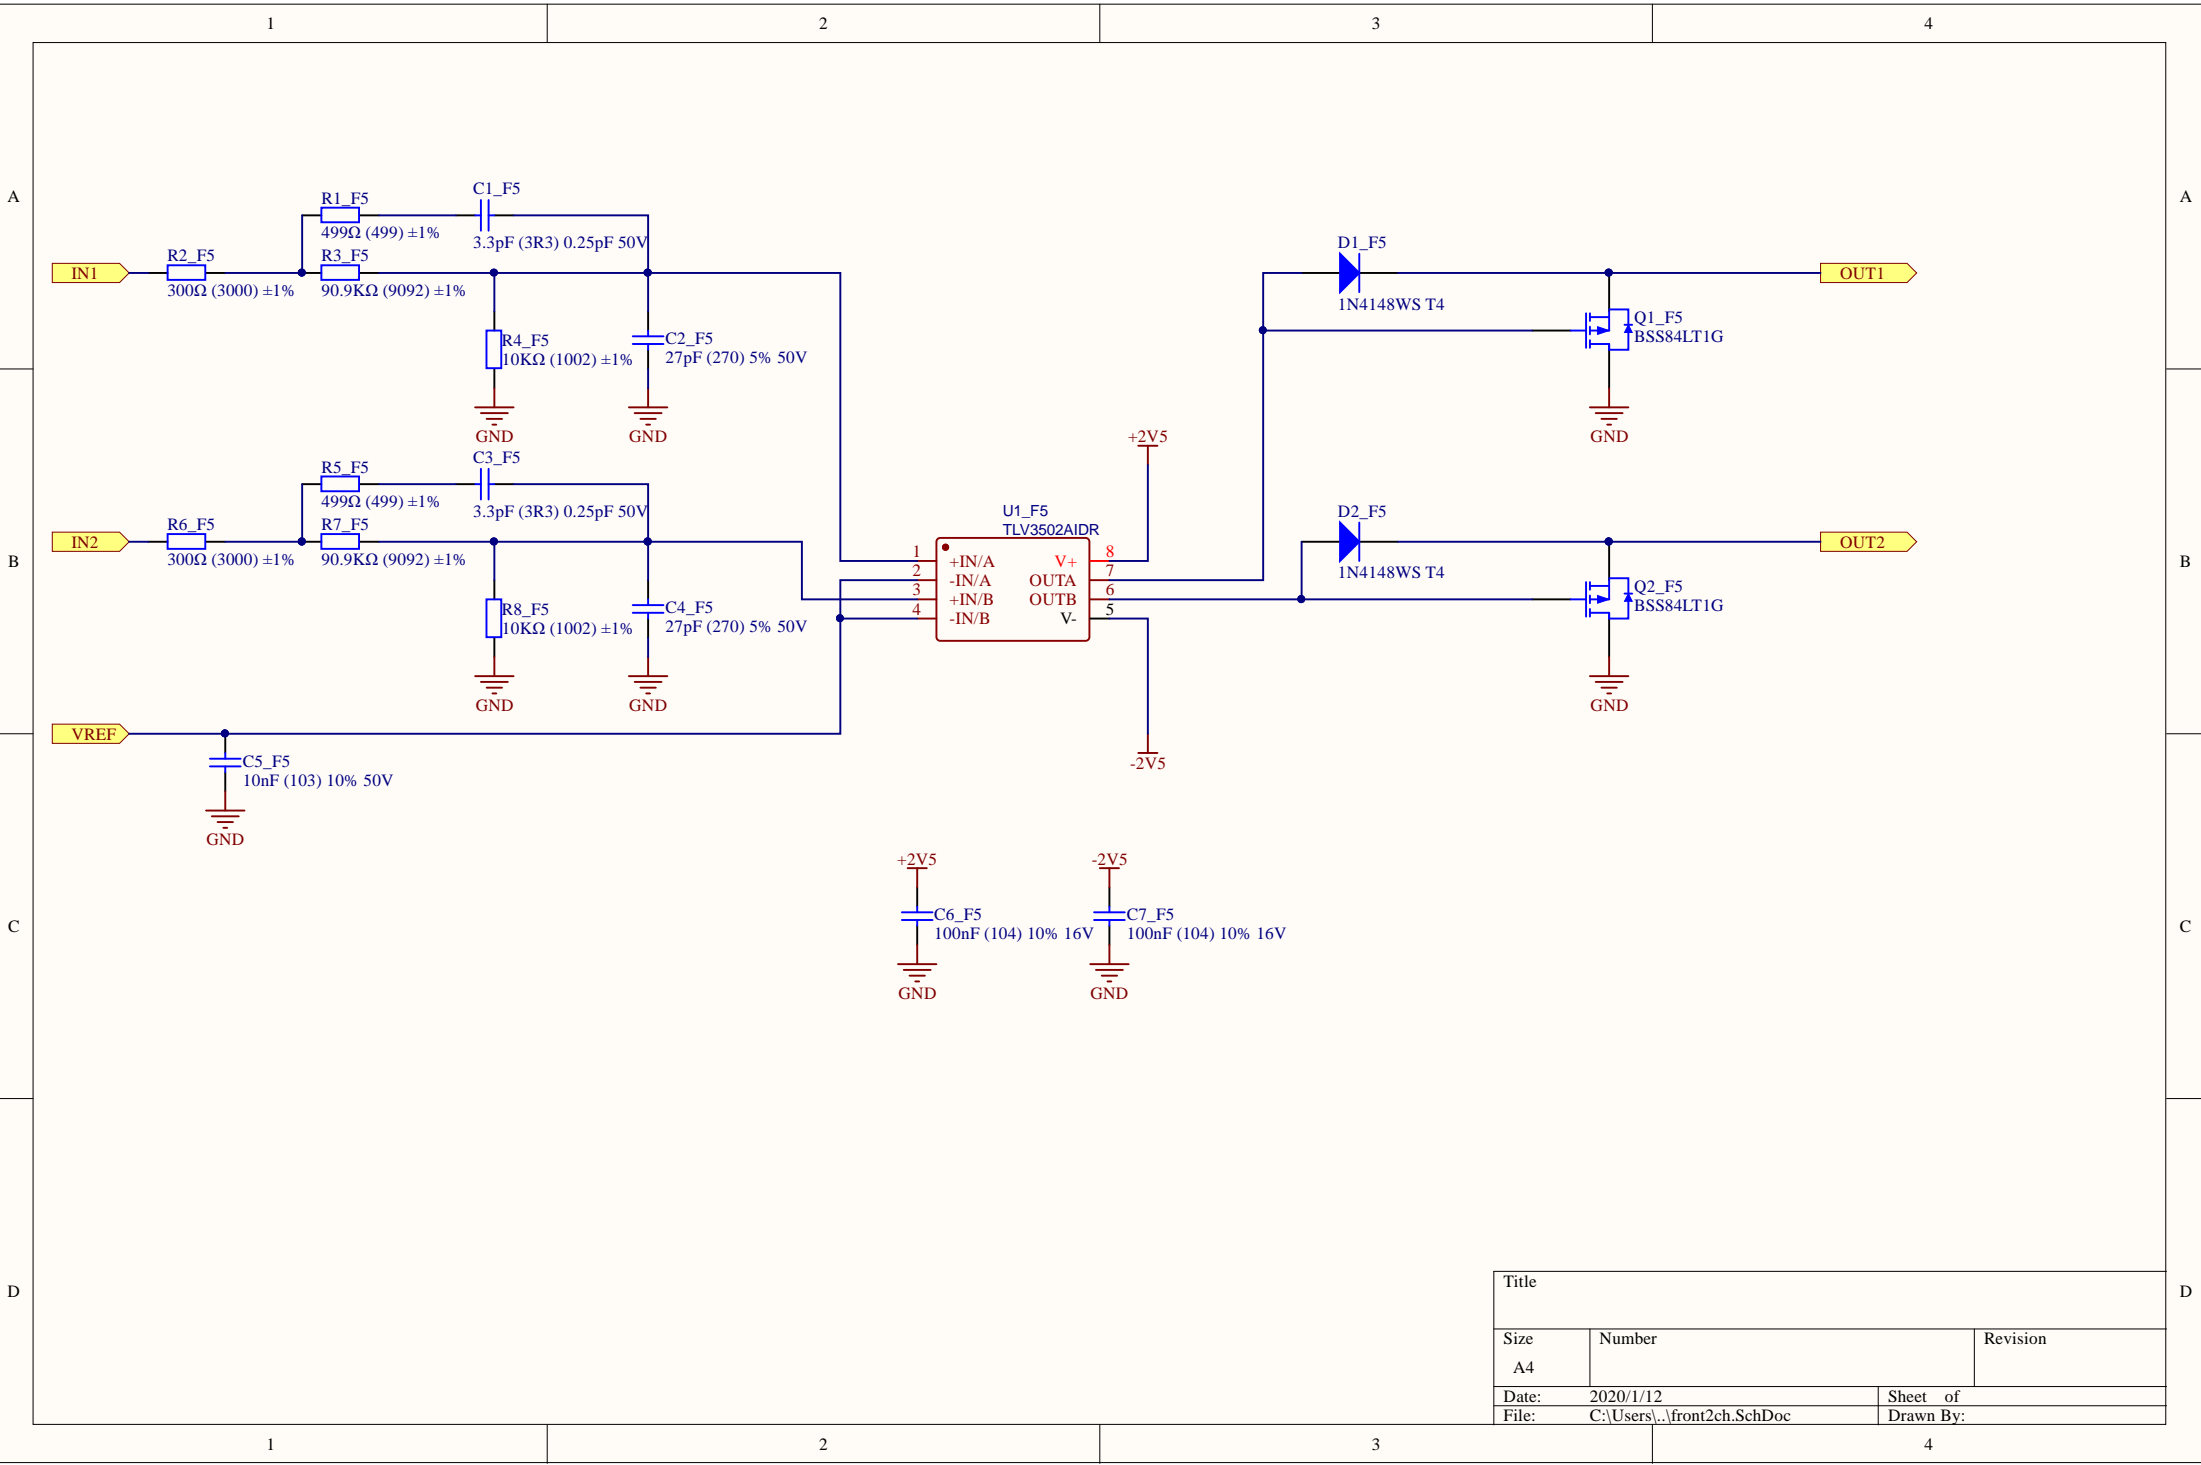 1 2 3 4
A A
C1_F5
R1_F5
499Ω (499) ±1%
3.3pF (3R3) 0.25pF 50V
R2_F5
R3_F5
IN1
300Ω (3000) ±1%
90.9KΩ (9092) ±1%
R4_F5
10KΩ (1002) ±1%
C2_F5
27pF (270) 5% 50V
GND
GND
D1_F5
1N4148WS T4
OUT1
Q1_F5
BSS84LT1G
GND
C3_F5
R5_F5
499Ω (499) ±1%
3.3pF (3R3) 0.25pF 50V
R6_F5
R7_F5
IN2
300Ω (3000) ±1%
90.9KΩ (9092) ±1%
B B
R8_F5
10KΩ (1002) ±1%
C4_F5
27pF (270) 5% 50V
GND
GND
+2V5
U1_F5
TLV3502AIDR
1 +IN/A V+ 8
2 -IN/A OUTA 7
3 +IN/B OUTB 6
4 -IN/B V- 5
-2V5
D2_F5
1N4148WS T4
OUT2
Q2_F5
BSS84LT1G
GND
VREF
C5_F5
10nF (103) 10% 50V
GND
+2V5
C6_F5
100nF (104) 10% 16V
GND
-2V5
C7_F5
100nF (104) 10% 16V
GND
C C
D D
Title
Size Number Revision
A4
Date: 2020/1/12 Sheet of
File: C:\Users\..\front2ch.SchDoc Drawn By:
1 2 3 4